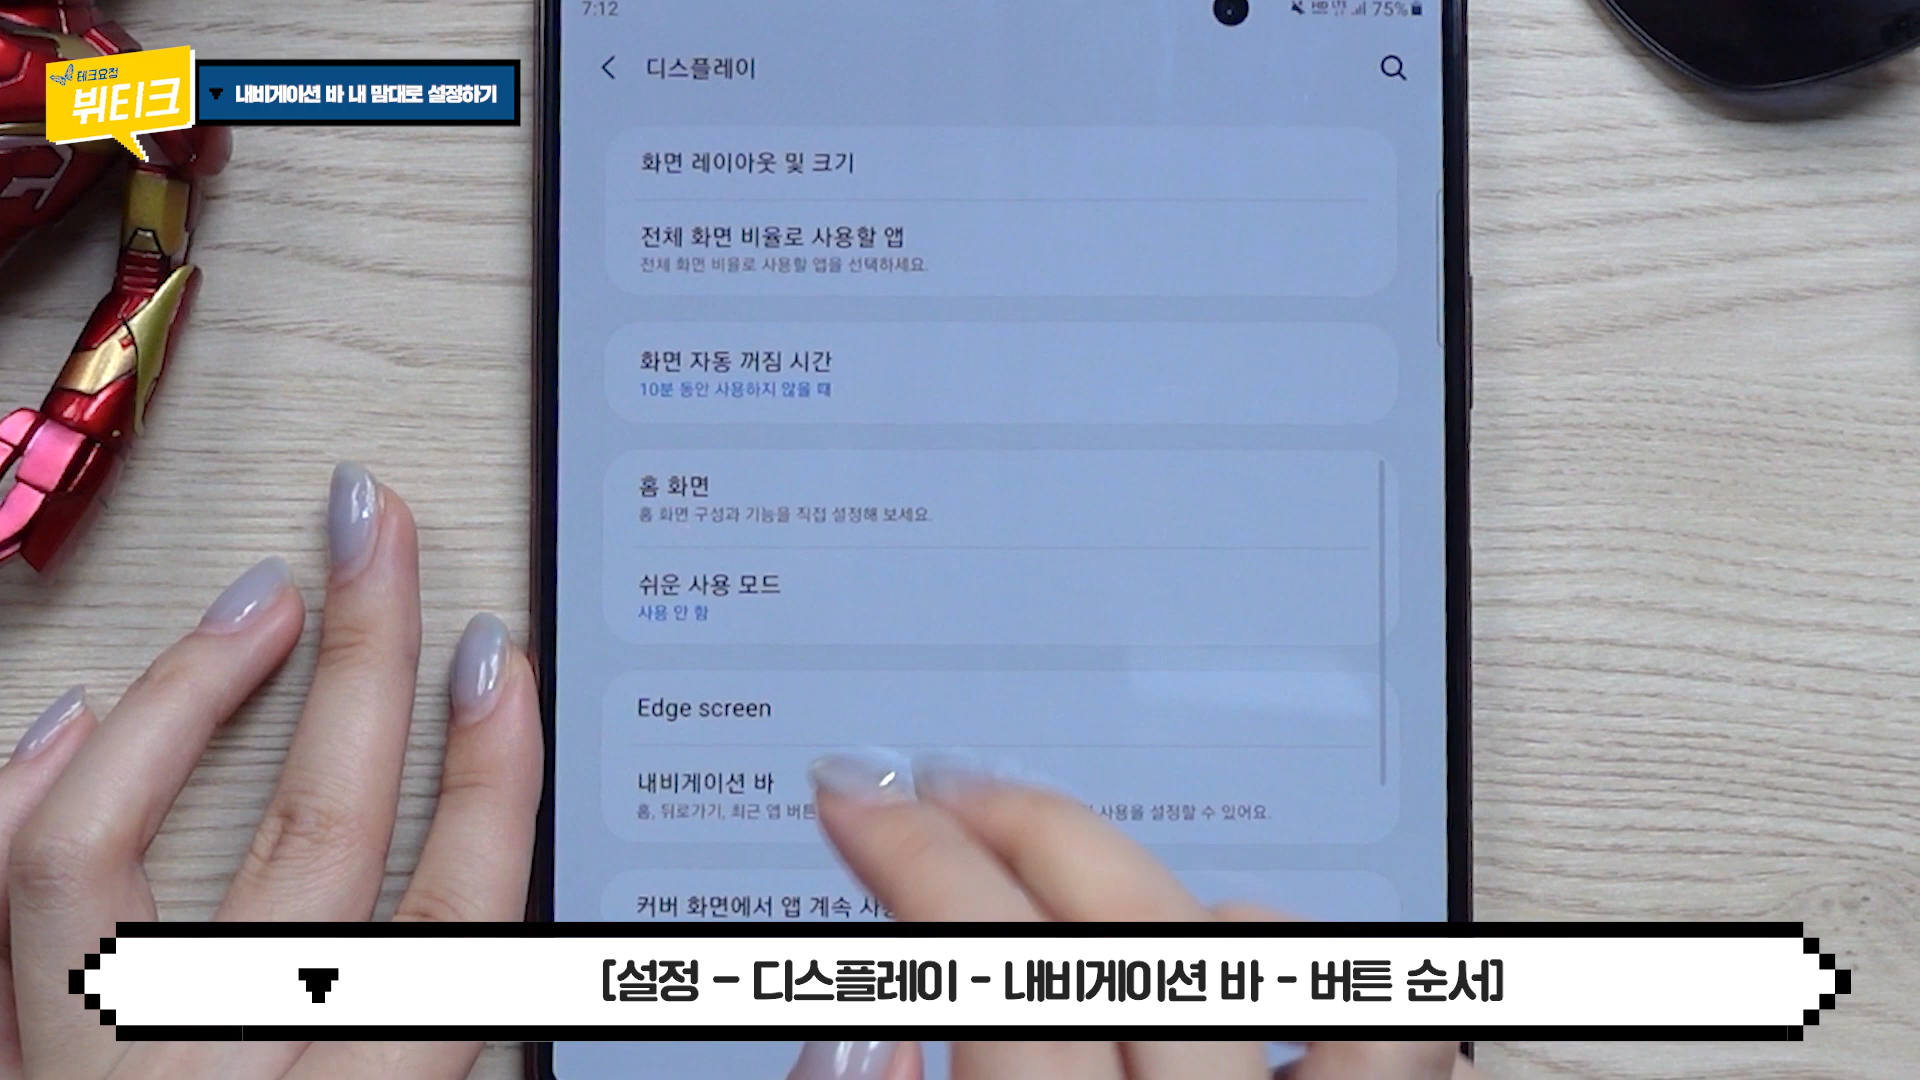 7:12
75%
테크요정
뷰티크
내비게이션 바 내 맘대로 설정하기
디스플레이
화면 레이아웃 및 크기
전체 화면 비율로 사용할 앱
전체 화면 비율로 사용할 앱을 선택하세요.
화면 자동 꺼짐 시간
10분 동안 사용하지 않을 때
홈 화면
홈 화면 구성과 기능을 직접 설정해 보세요.
쉬운 사용 모드
사용 안 함
Edge screen
내비게이션 바
홈, 뒤로가기, 최근 앱 버튼 사용을 설정할 수 있어요.
커버 화면에서 앱 계속
[설정 - 디스플레이 - 내비게이션 바 - 버튼 순서]